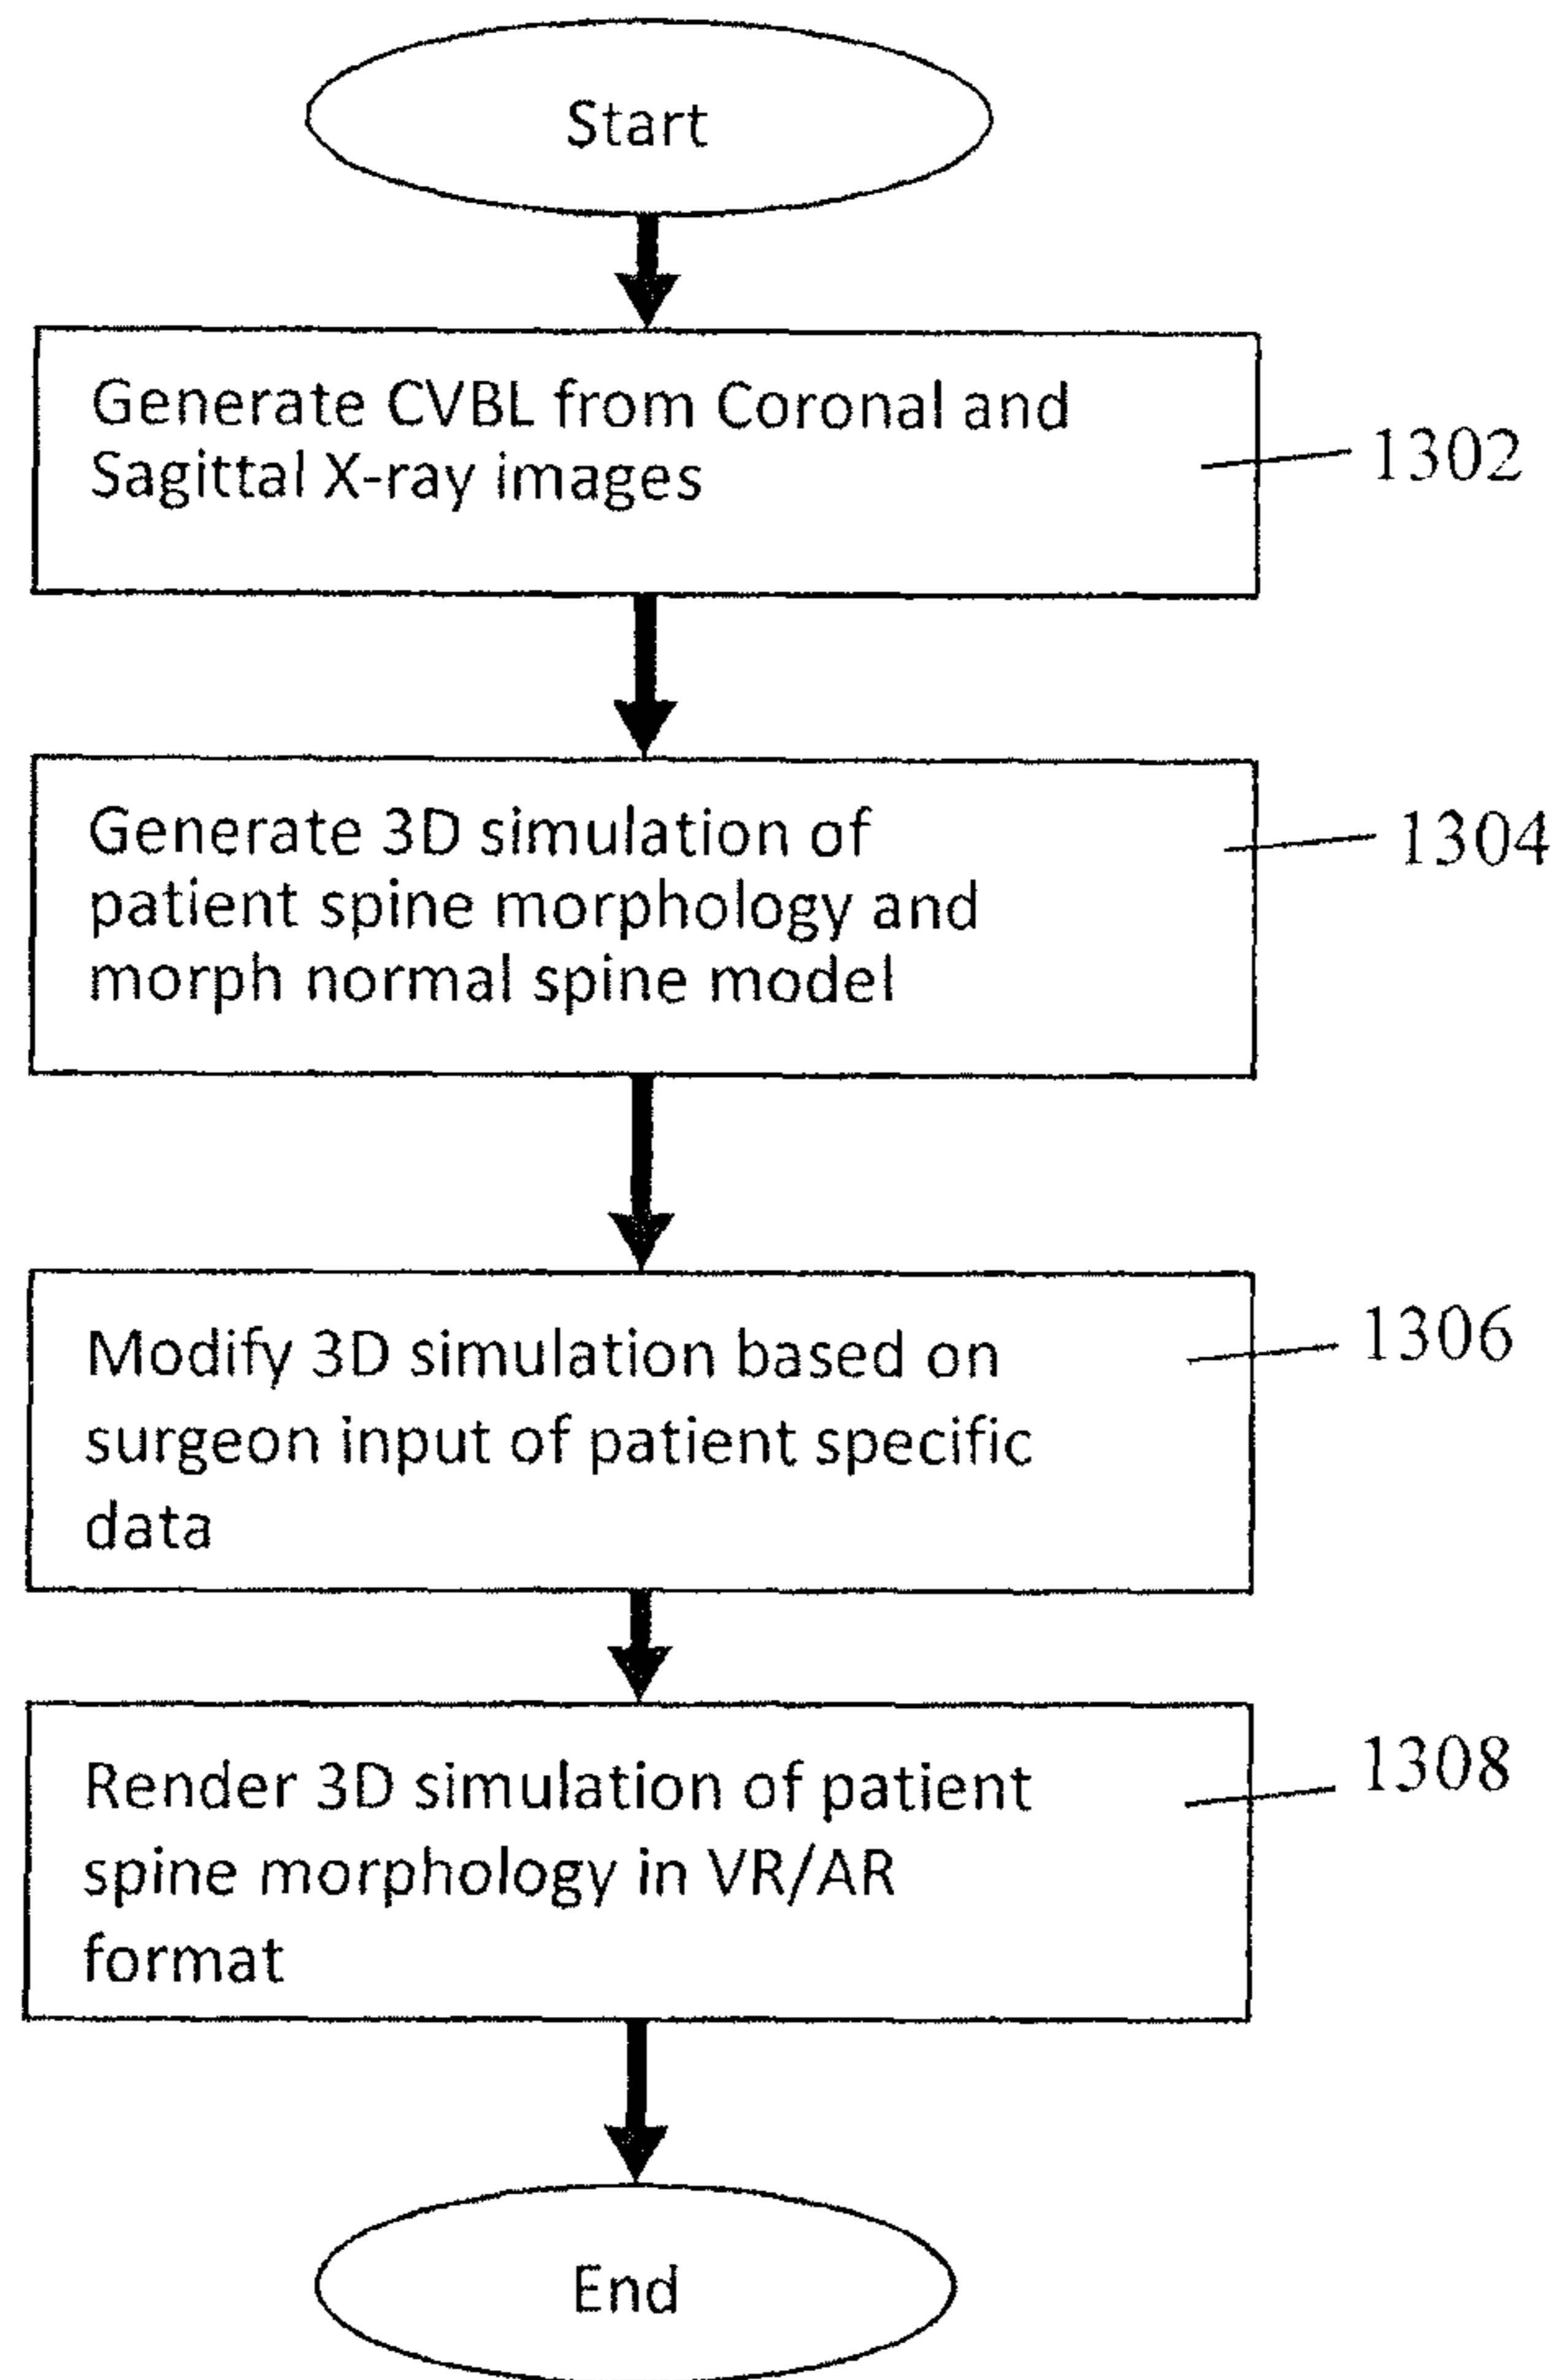 Start
Generate CVBL from Coronal and
Sagittal X-ray images
1302
Generate 3D simulation of
patient spine morphology and
morph normal spine model
1304
Modify 3D simulation based on
surgeon input of patient specific
data
1306
Render 3D simulation of patient
spine morphology in VR/AR
format
1308
End